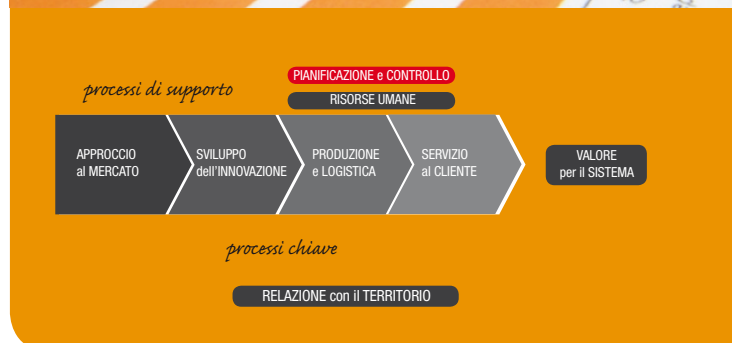 PIANIFICAZIONE e CONTROLLO
processi di supporto
RISORSE UMANE
APPROCCIO
al MERCATO
SVILUPPO
dell'INNOVAZIONE
PRODUZIONE
e LOGISTICA
SERVIZIO
al CLIENTE
VALORE
per il SISTEMA
processi chiave
RELAZIONE con il TERRITORIO